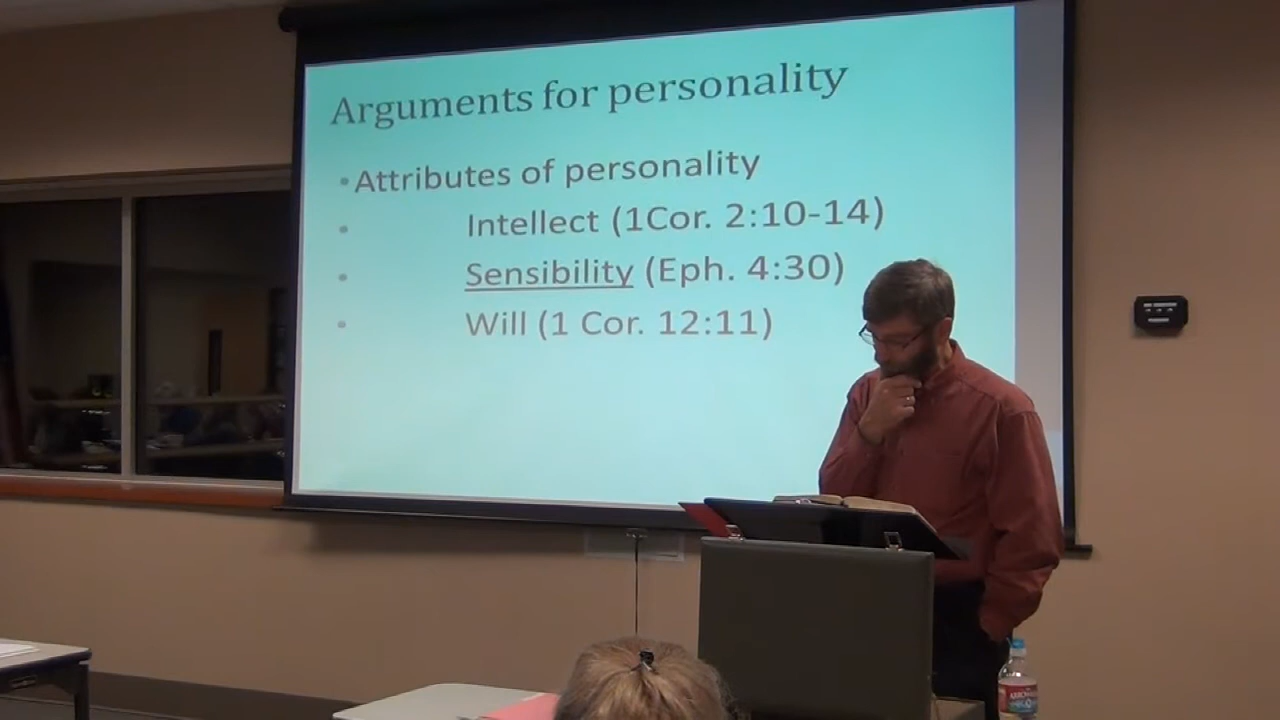 Arguments for personality
•Attributes of personality
• Intellect (1Cor. 2:10-14)
• Sensibility (Eph. 4:30)
• Will (1 Cor. 12:11)